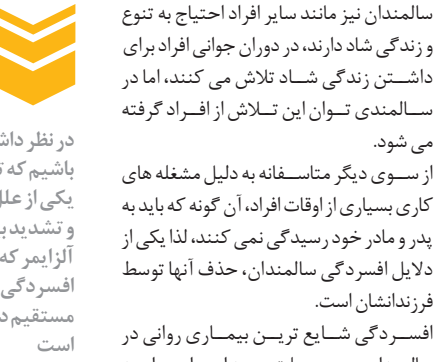 سالمندان نیز مانند سایر افراد احتیاج به تنوع
و زندگی شاد دارند، در دوران جوانی افراد برای
داشتن زندگی شاد تلاش می کنند، اما در
سالمندی توان این تلاش از افراد گرفته
می شود.
از سوی دیگر متاسفانه به دلیل مشغله های
کاری بسیاری از اوقات افراد، آن گونه که باید به
پدر و مادر خود رسیدگی نمی کنند، لذا یکی از
دلایل افسردگی سالمندان، حذف آنها توسط
فرزندانشان است.
افسردگی شایع ترین بیماری روانی در
در نظر
باشیم که
یکی از علل
و تشدید
آلزایمر که
افسردگی
مستقیم
است